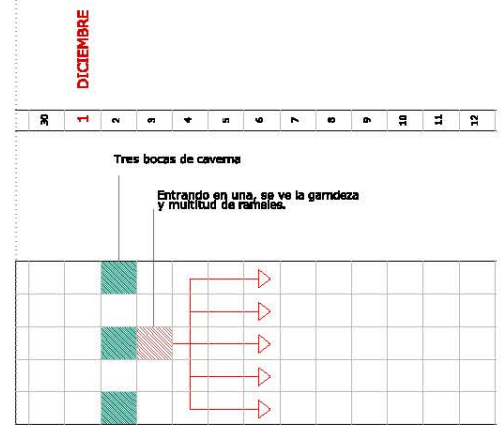 DICIEMBRE
30 1 2 3 4 5 6 7 8 9 10 11 12
Tres bocas de caverna
Entrando en una, se ve la garndeza
y multitud de ramales.